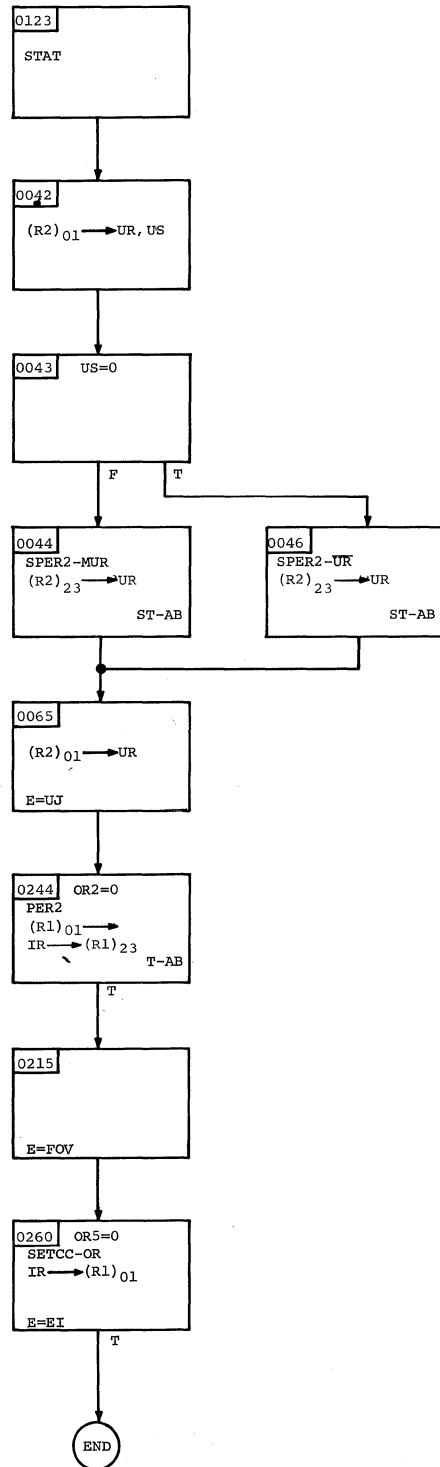 0123
STAT
0042
(R2)01 → UR, US
0043 US=0
F T
0044
SPER2-MUR
(R2)23 → UR
ST-AB
0046
SPER2-U̅R̅
(R2)23 → UR
ST-AB
0065
(R2)01 → UR
E=UJ
0244 OR2=0
PER2
(R1)01 →
IR → (R1)23
T-AB
T
0215
E=FOV
0260 OR5=0
SETCC-OR
IR → (R1)01
E=EI
T
END